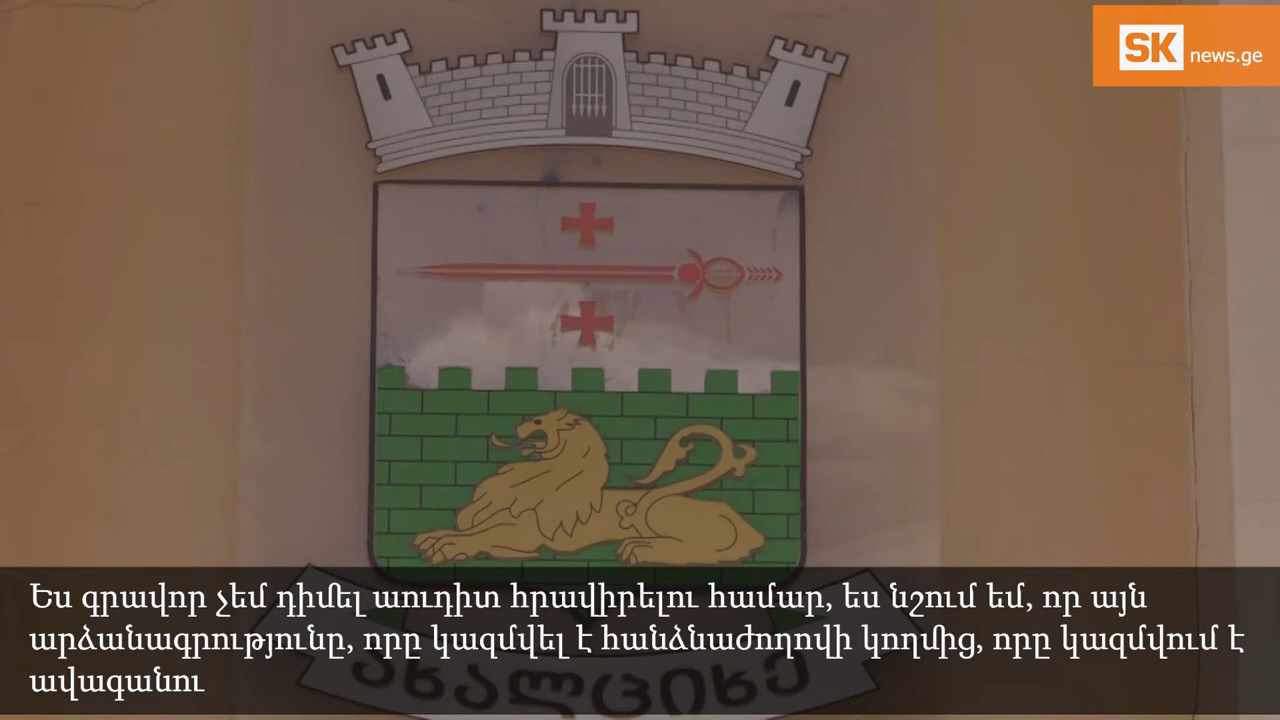 SK news.ge
Ես գրավոր չեմ դիմել աուդիտ հրավիրելու համար, ես նշում եմ, որ այն
արձանագրությունը, որը կազմվել է հանձնաժողովի կողմից, որը կազմվում է
ավագանու
ახალციხე